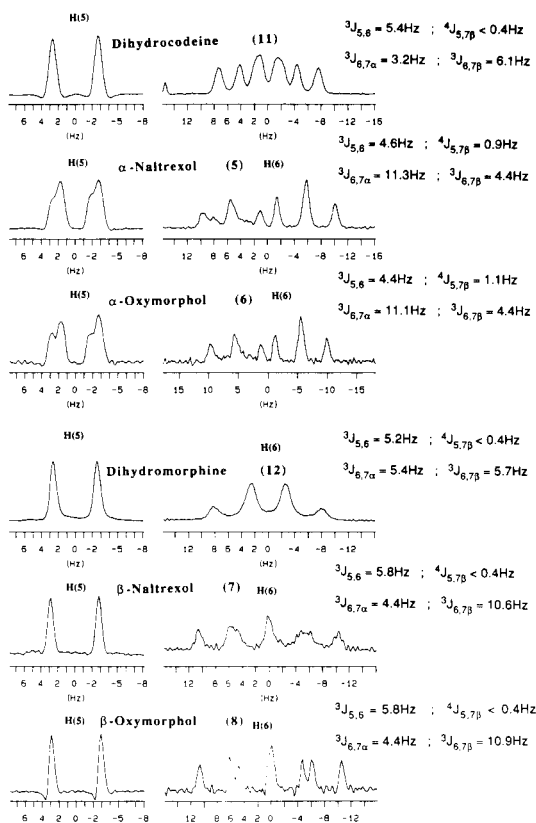 H(5)
Dihydrocodeine (11)
³J₅,₆ = 5.4Hz ; ⁴J₅,₇β < 0.4Hz
³J₆,₇α = 3.2Hz ; ³J₆,₇β = 6.1Hz
6 4 2 0 -2 -5 -8
(Hz)
12 8 6 4 2 0 -4 -8 -12 -16
(Hz)
H(5)
α-Naltrexol (5) H(6)
³J₅,₆ = 4.6Hz ; ⁴J₅,₇β = 0.9Hz
³J₆,₇α = 11.3Hz ; ³J₆,₇β = 4.4Hz
6 4 2 0 -2 -5 -8
(Hz)
12 8 6 4 2 0 -4 -8 -12 -16
(Hz)
H(5)
α-Oxymorphol (6) H(6)
³J₅,₆ = 4.4Hz ; ⁴J₅,₇β = 1.1Hz
³J₆,₇α = 11.1Hz ; ³J₆,₇β = 4.4Hz
6 4 2 0 -2 -5 -8
(Hz)
15 10 5 0 -5 -10 -15
(Hz)
H(5)
H(6)
Dihydromorphine (12)
³J₅,₆ = 5.2Hz ; ⁴J₅,₇β < 0.4Hz
³J₆,₇α = 5.4Hz ; ³J₆,₇β = 5.7Hz
6 4 2 0 -2 -5 -8
(Hz)
12 8 6 4 2 0 -4 -8 -12
(Hz)
H(5)
β-Naltrexol (7) H(6)
³J₅,₆ = 5.8Hz ; ⁴J₅,₇β < 0.4Hz
³J₆,₇α = 4.4Hz ; ³J₆,₇β = 10.6Hz
6 4 2 0 -2 -5 -8
(Hz)
12 8 6 4 2 0 -4 -8 -12
(Hz)
H(5)
β-Oxymorphol (8) H(6)
³J₅,₆ = 5.8Hz ; ⁴J₅,₇β < 0.4Hz
³J₆,₇α = 4.4Hz ; ³J₆,₇β = 10.9Hz
6 4 2 0 -2 -5 -8
12 8 6 4 2 0 -4 -8 -12